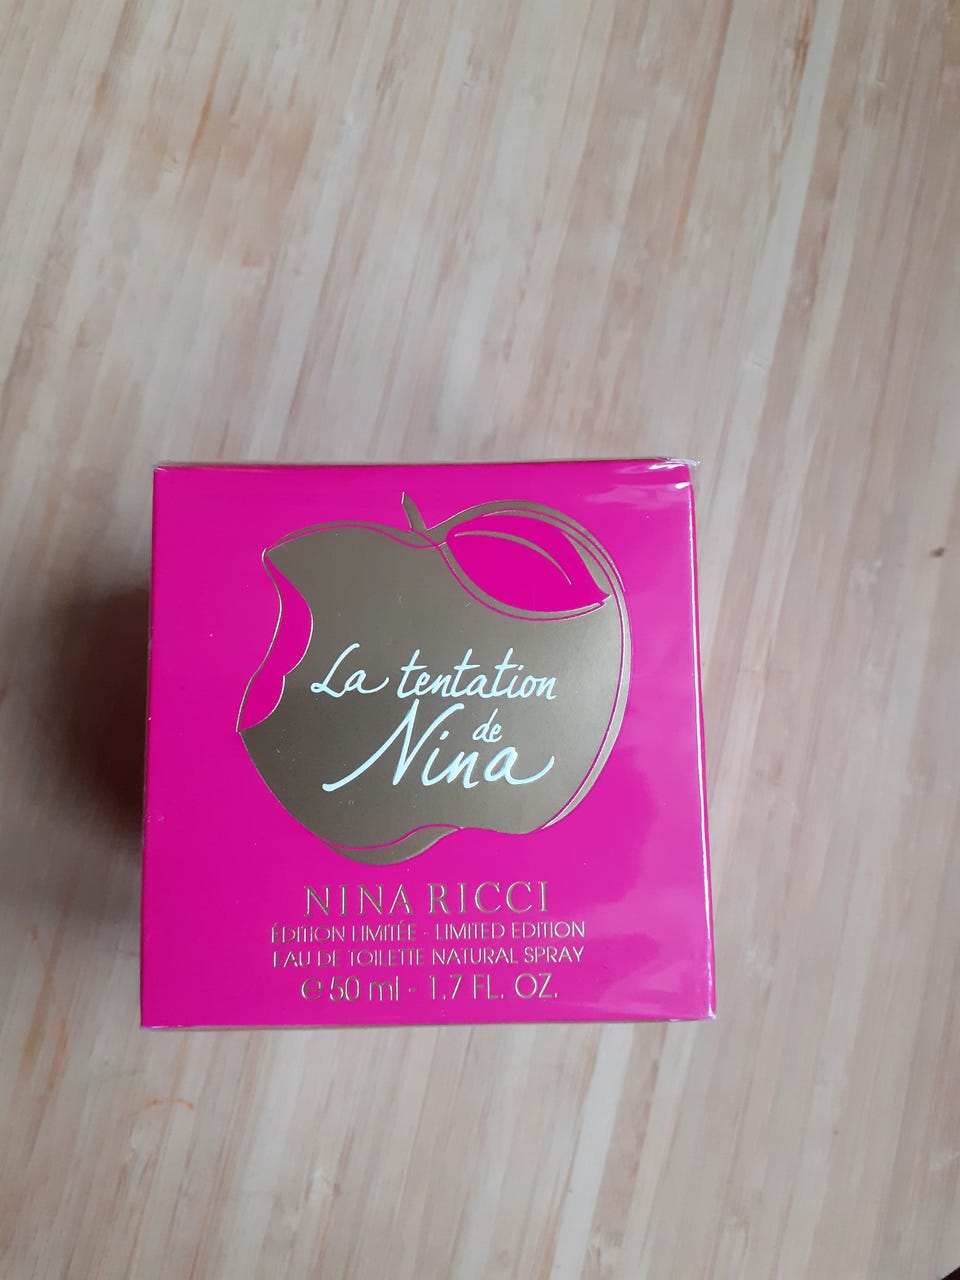 La tentation
de
Nina
NINA RICCI
ÉDITION LIMITÉE - LIMITED EDITION
EAU DE TOILETTE NATURAL SPRAY
℮50 ml - 1.7 FL. OZ.